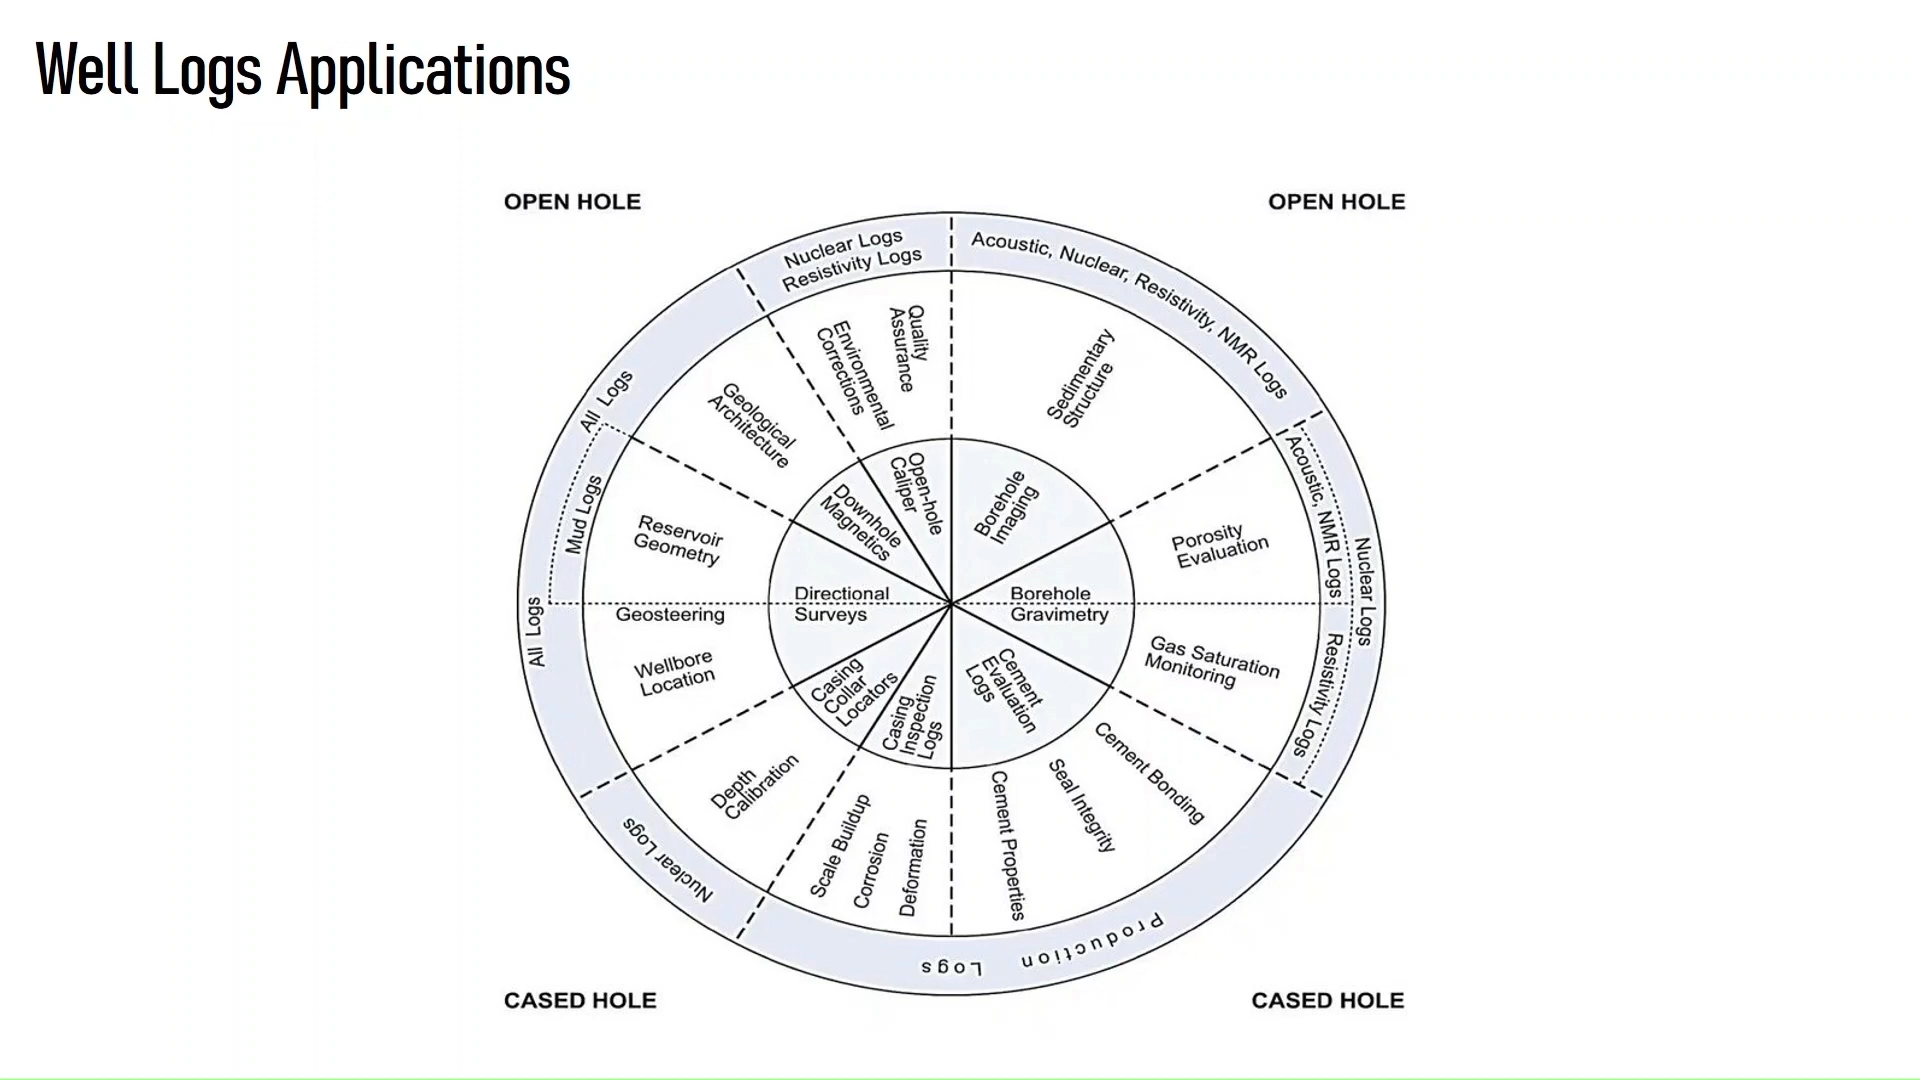 Well Logs Applications
OPEN HOLE
OPEN HOLE
Nuclear Logs
Resistivity Logs
Acoustic, Nuclear, Resistivity, NMR Logs
Quality
Assurance
Environmental
Corrections
Sedimentary
Structure
All Logs
Geological
Architecture
Open-hole
Caliper
Borehole
Imaging
Downhole
Magnetics
Mud Logs
Reservoir
Geometry
Porosity
Evaluation
Acoustic, NMR Logs
Nuclear Logs
Directional
Surveys
Borehole
Gravimetry
All Logs
Geosteering
Wellbore
Location
Gas Saturation
Monitoring
Resistivity Logs
Casing
Collar
Locators
Casing
Inspection
Logs
Cement
Evaluation
Logs
Depth
Calibration
Scale Buildup
Corrosion
Deformation
Cement Properties
Seal Integrity
Cement Bonding
Nuclear Logs
Production Logs
CASED HOLE
CASED HOLE